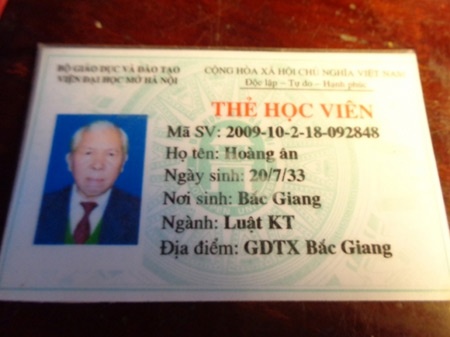 BỘ GIÁO DỤC VÀ ĐÀO TẠO
VIỆN ĐẠI HỌC MỞ HÀ NỘI
CỘNG HÒA XÃ HỘI CHỦ NGHĨA VIỆT NAM
Độc lập – Tự do – Hạnh phúc
THẺ HỌC VIÊN
Mã SV: 2009-10-2-18-092848
Họ tên: Hoàng ân
Ngày sinh: 20/7/33
Nơi sinh: Bắc Giang
Ngành: Luật KT
Địa điểm: GDTX Bắc Giang